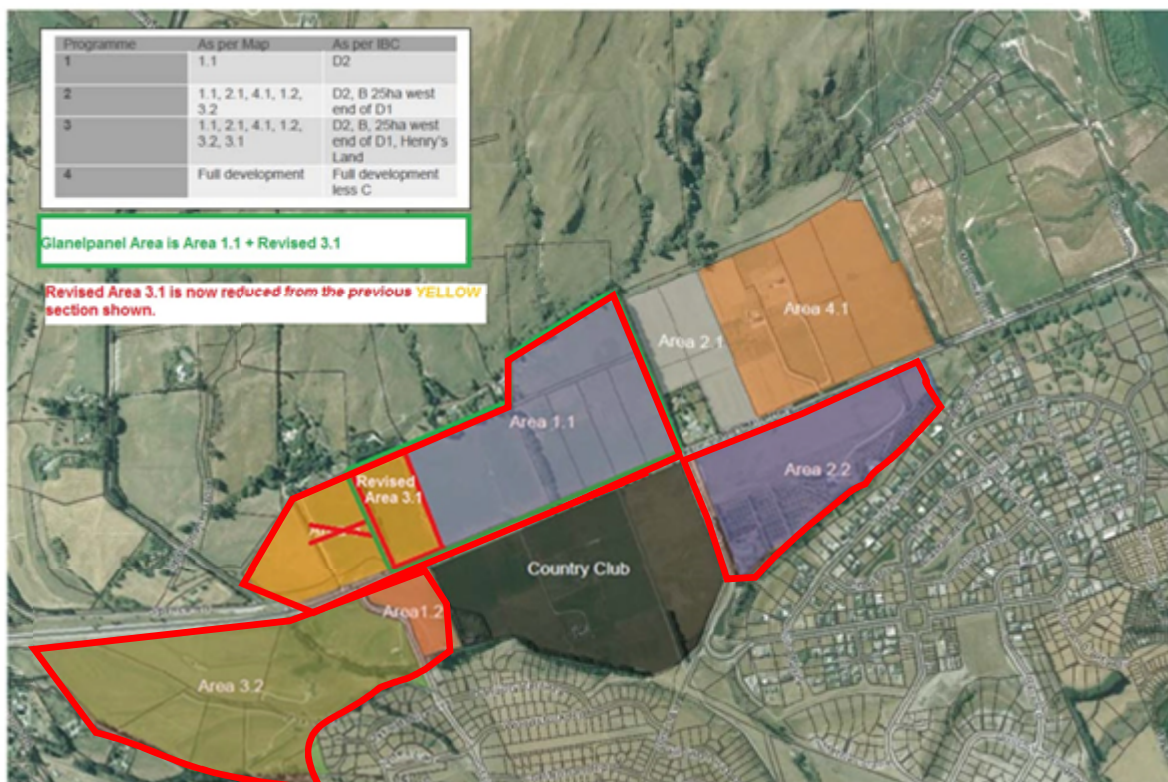 Programme As per Map As per IBC
1 1.1 D2
2 1.1, 2.1, 4.1, 1.2, D2, B 25ha west
3.2 end of D1
3 1.1, 2.1, 4.1, 1.2, D2, B, 25ha west
3.2, 3.1 end of D1, Henry's
Land
4 Full development Full development
less C
Glanelpanel Area is Area 1.1 + Revised 3.1
Revised Area 3.1 is now reduced from the previous YELLOW
section shown.
Area 4.1
Area 2.1
Area 1.1
Area 2.2
Revised
Area 3.1
Country Club
Area1.2
Area 3.2